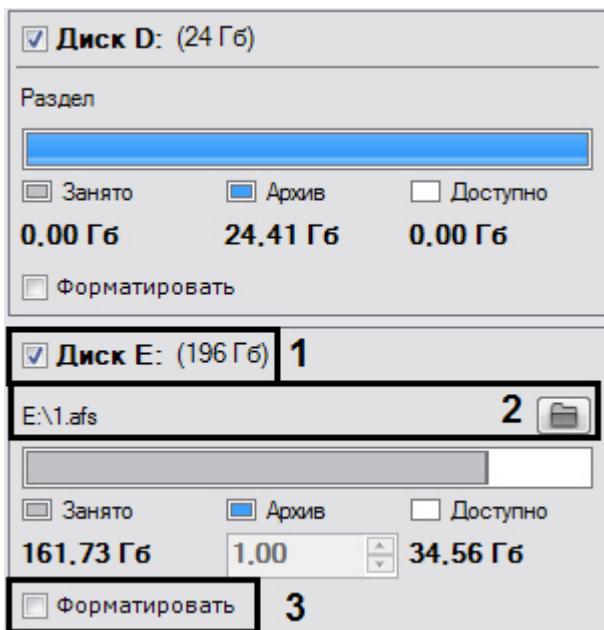 Диск D: (24 Гб)
Раздел
Занято Архив Доступно
0.00 Гб 24.41 Гб 0.00 Гб
Форматировать
Диск E: (196 Гб) 1
E:\1.afs 2
Занято Архив Доступно
161.73 Гб 1.00 34.56 Гб
Форматировать 3